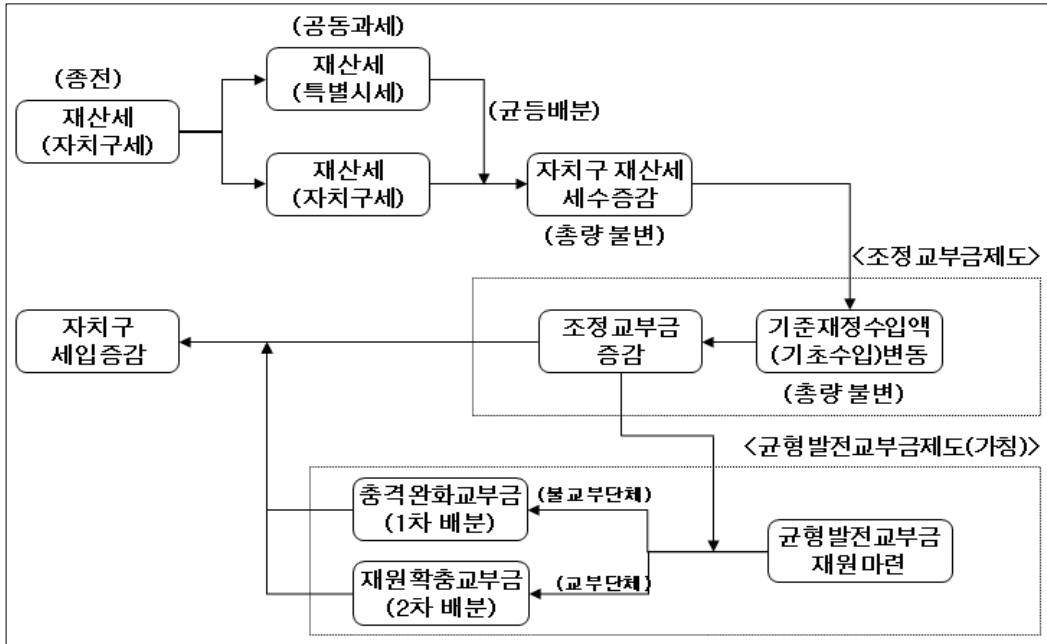 (공동과세)
(종전)
재산세
(특별시세)
재산세
(자치구세)
(균등배분)
재산세
(자치구세)
자치구 재산세
세수증감
(총량 불변)
<조정교부금제도>
자치구
세입증감
조정교부금
증감
기준재정수입액
(기초수입)변동
(총량 불변)
<균형발전교부금제도(가칭)>
충격완화교부금
(1차 배분)
(불교부단체)
균형발전교부금
재원마련
재원확충교부금
(2차 배분)
(교부단체)